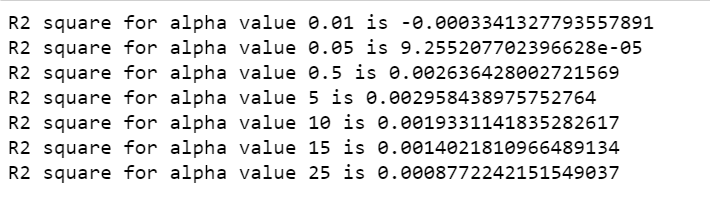 R2 square for alpha value 0.01 is -0.0003341327793557891
R2 square for alpha value 0.05 is 9.255207702396628e-05
R2 square for alpha value 0.5 is 0.002636428002721569
R2 square for alpha value 5 is 0.002958438975752764
R2 square for alpha value 10 is 0.0019331141835282617
R2 square for alpha value 15 is 0.0014021810966489134
R2 square for alpha value 25 is 0.0008772242151549037